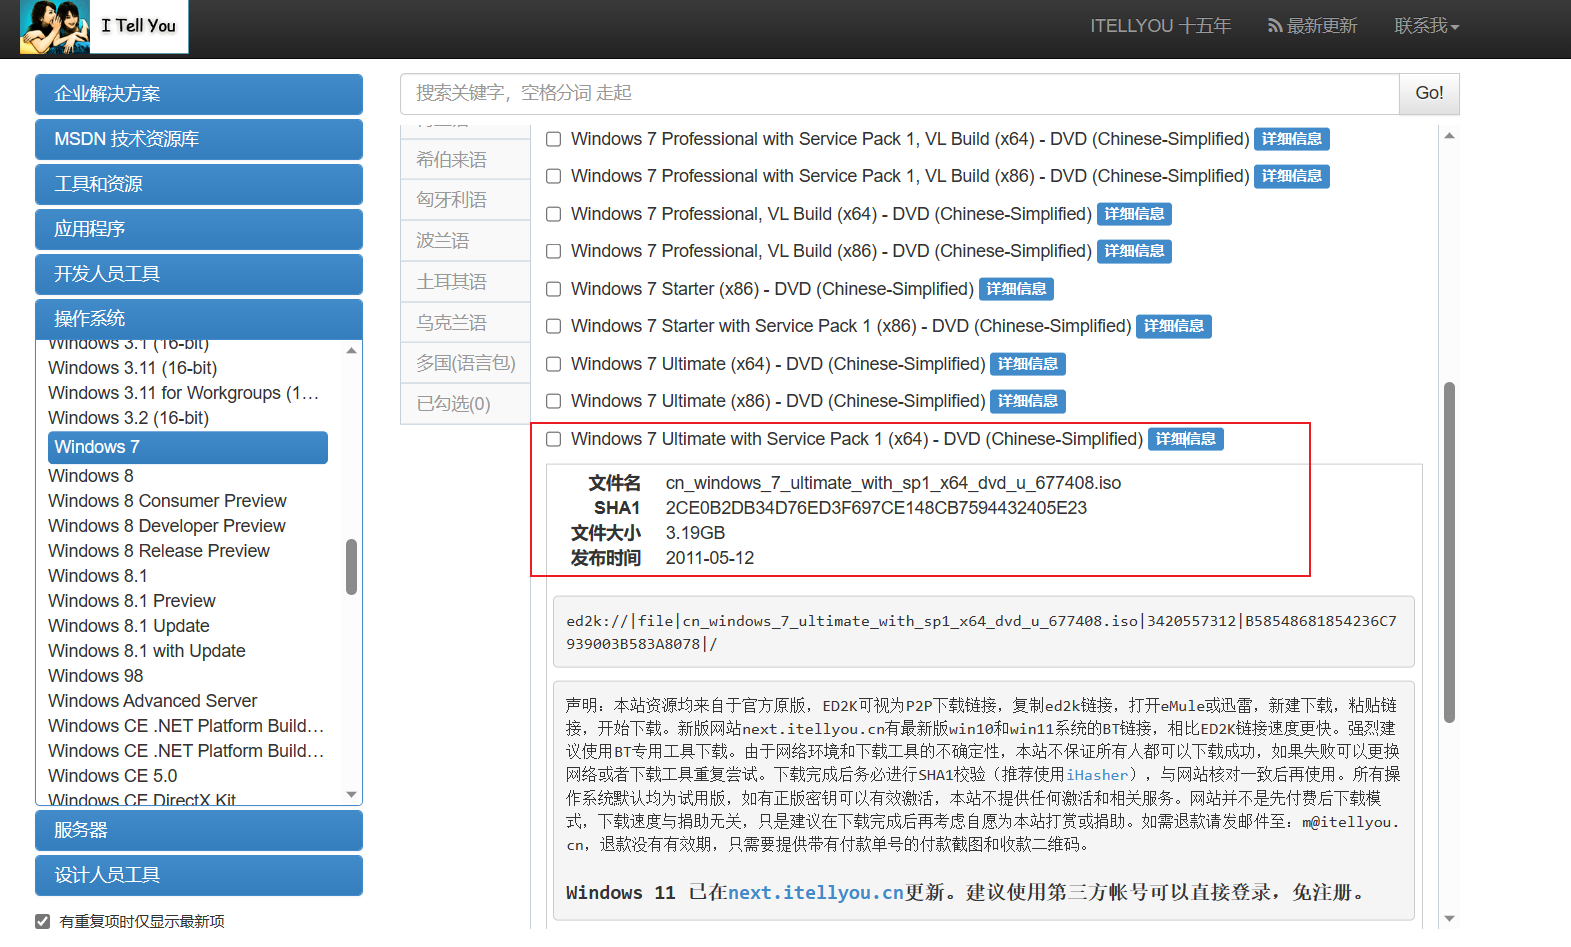 I Tell You
ITELLYOU 十五年
最新更新
联系我
企业解决方案
MSDN 技术资源库
工具和资源
应用程序
开发人员工具
操作系统
Windows 3.1 (16-bit)
Windows 3.11 (16-bit)
Windows 3.11 for Workgroups (1…
Windows 3.2 (16-bit)
Windows 7
Windows 8
Windows 8 Consumer Preview
Windows 8 Developer Preview
Windows 8 Release Preview
Windows 8.1
Windows 8.1 Preview
Windows 8.1 Update
Windows 8.1 with Update
Windows 98
Windows Advanced Server
Windows CE .NET Platform Build…
Windows CE .NET Platform Build…
Windows CE 5.0
Windows CE DirectX Kit
服务器
设计人员工具
有重复项时仅显示最新项
搜索关键字，空格分词 走起
Go!
希伯来语
匈牙利语
波兰语
土耳其语
乌克兰语
多国(语言包)
已勾选(0)
Windows 7 Professional with Service Pack 1, VL Build (x64) - DVD (Chinese-Simplified) 详细信息
Windows 7 Professional with Service Pack 1, VL Build (x86) - DVD (Chinese-Simplified) 详细信息
Windows 7 Professional, VL Build (x64) - DVD (Chinese-Simplified) 详细信息
Windows 7 Professional, VL Build (x86) - DVD (Chinese-Simplified) 详细信息
Windows 7 Starter (x86) - DVD (Chinese-Simplified) 详细信息
Windows 7 Starter with Service Pack 1 (x86) - DVD (Chinese-Simplified) 详细信息
Windows 7 Ultimate (x64) - DVD (Chinese-Simplified) 详细信息
Windows 7 Ultimate (x86) - DVD (Chinese-Simplified) 详细信息
Windows 7 Ultimate with Service Pack 1 (x64) - DVD (Chinese-Simplified) 详细信息
文件名 cn_windows_7_ultimate_with_sp1_x64_dvd_u_677408.iso
SHA1 2CE0B2DB34D76ED3F697CE148CB7594432405E23
文件大小 3.19GB
发布时间 2011-05-12
ed2k://|file|cn_windows_7_ultimate_with_sp1_x64_dvd_u_677408.iso|3420557312|B58548681854236C7
939003B583A8078|/
声明：本站资源均来自于官方原版，ED2K可视为P2P下载链接，复制ed2k链接，打开eMule或迅雷，新建下载，粘贴链
接，开始下载。新版网站next.itellyou.cn有最新版win10和win11系统的BT链接，相比ED2K链接速度更快。强烈建
议使用BT专用工具下载。由于网络环境和下载工具的不确定性，本站不保证所有人都可以下载成功，如果失败可以更换
网络或者下载工具重复尝试。下载完成后务必进行SHA1校验（推荐使用iHasher），与网站核对一致后再使用。所有操
作系统默认均为试用版，如有正版密钥可以有效激活，本站不提供任何激活和相关服务。网站并不是先付费后下载模
式，下载速度与捐助无关，只是建议在下载完成后再考虑自愿为本站打赏或捐助。如需退款请发邮件至：m@itellyou.
cn，退款没有有效期，只需要提供带有付款单号的付款截图和收款二维码。
Windows 11 已在next.itellyou.cn更新。建议使用第三方帐号可以直接登录，免注册。